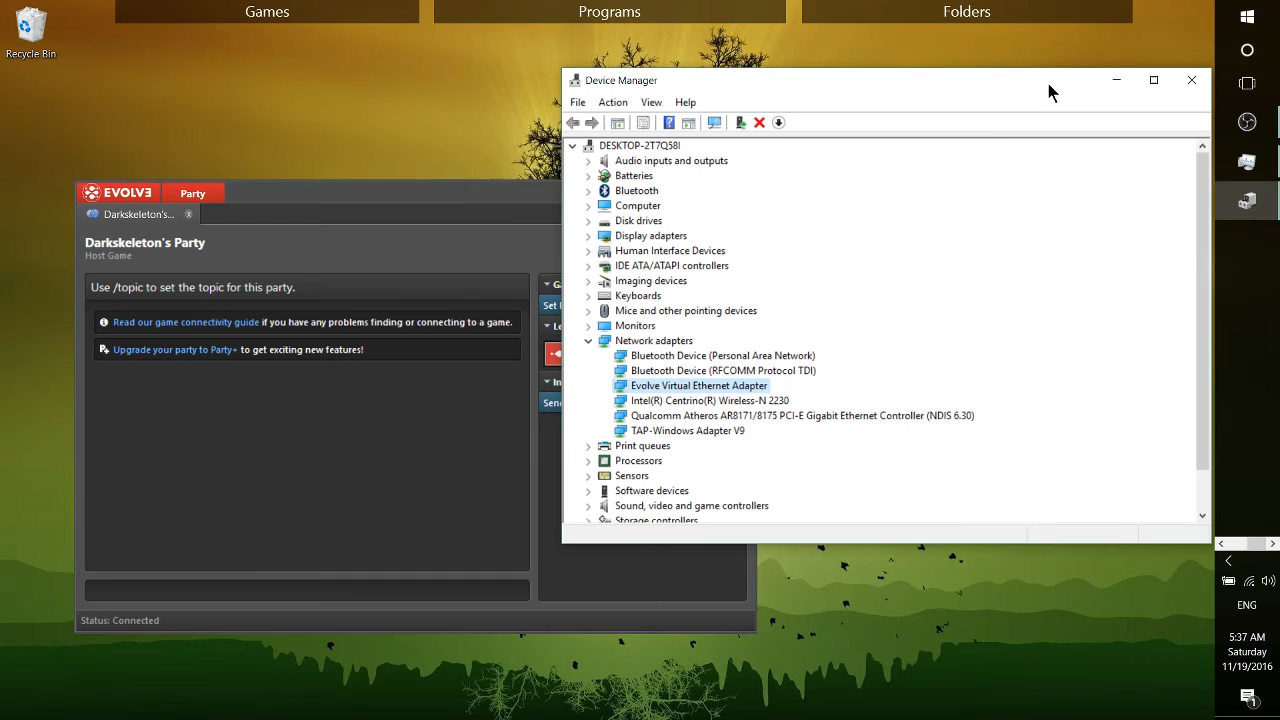 Games
Programs
Folders
Recycle Bin
Device Manager
File Action View Help
DESKTOP-2T7Q58I
Audio inputs and outputs
Batteries
Bluetooth
Computer
Disk drives
Display adapters
Human Interface Devices
IDE ATA/ATAPI controllers
Imaging devices
Keyboards
Mice and other pointing devices
Monitors
Network adapters
Bluetooth Device (Personal Area Network)
Bluetooth Device (RFCOMM Protocol TDI)
Evolve Virtual Ethernet Adapter
Intel(R) Centrino(R) Wireless-N 2230
Qualcomm Atheros AR8171/8175 PCI-E Gigabit Ethernet Controller (NDIS 6.30)
TAP-Windows Adapter V9
Print queues
Processors
Sensors
Software devices
Sound, video and game controllers
Storage controllers
EVOLVE Party
Darkskeleton's...
Darkskeleton's Party
Host Game
Use /topic to set the topic for this party.
Read our game connectivity guide if you have any problems finding or connecting to a game.
Upgrade your party to Party+ to get exciting new features!
Set
Status: Connected
ENG
5:37 AM
Saturday
11/19/2016
1